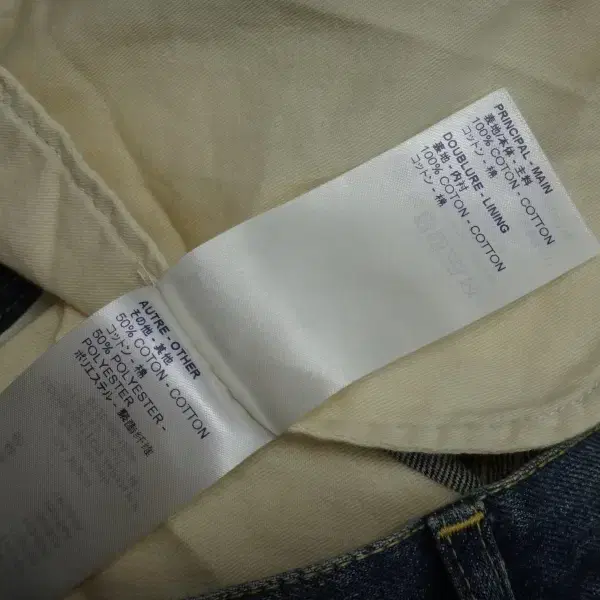 PRINCIPAL - MAIN
表地/本体 - 主料
100% COTON - COTTON
コットン - 棉
DOUBLURE - LINING
裏地 - 内衬
100% COTON - COTTON
コットン - 棉
AUTRE - OTHER
その他 - 其他
50% COTON - COTTON
コットン - 棉
50% POLYESTER -
POLYESTER
ポリエステル - 聚酯纤维